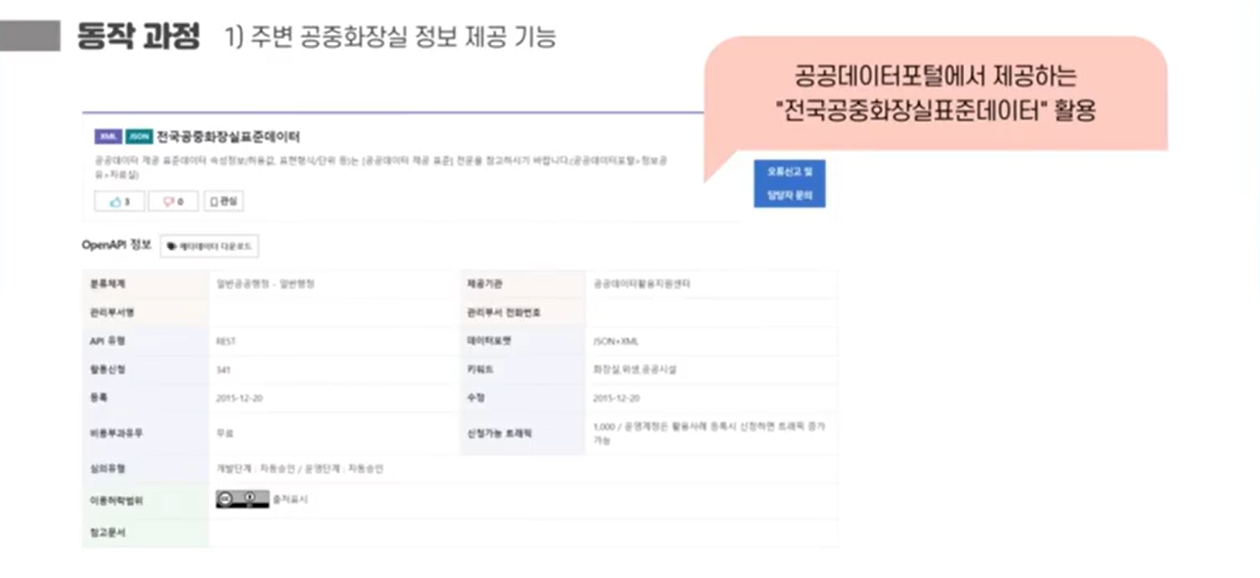 동작 과정 1) 주변 공중화장실 정보 제공 기능
공공데이터포털에서 제공하는
"전국공중화장실표준데이터" 활용
XML JSON 전국공중화장실표준데이터
공공데이터 제공 표준데이터 속성정보(허용값, 표현형식/단위 등)는 [공공데이터 제공 표준] 전문을 참고하시기 바랍니다.(공공데이터포털>정보공
유>자료실)
오류신고 및
담당자 문의
3 0 관심
OpenAPI 정보 메타데이터 다운로드
분류체계 일반공공행정 - 일반행정 제공기관 공공데이터활용지원센터
관리부서명 관리부서 전화번호
API 유형 REST 데이터포맷 JSON+XML
활용신청 341 키워드 화장실,위생,공공시설
등록 2015-12-20 수정 2015-12-20
비용부과유무 무료 신청가능 트래픽 1,000 / 운영계정은 활용사례 등록시 신청하면 트래픽 증가
가능
심의유형 개발단계 : 자동승인 / 운영단계 : 자동승인
이용허락범위 출처표시
참고문서